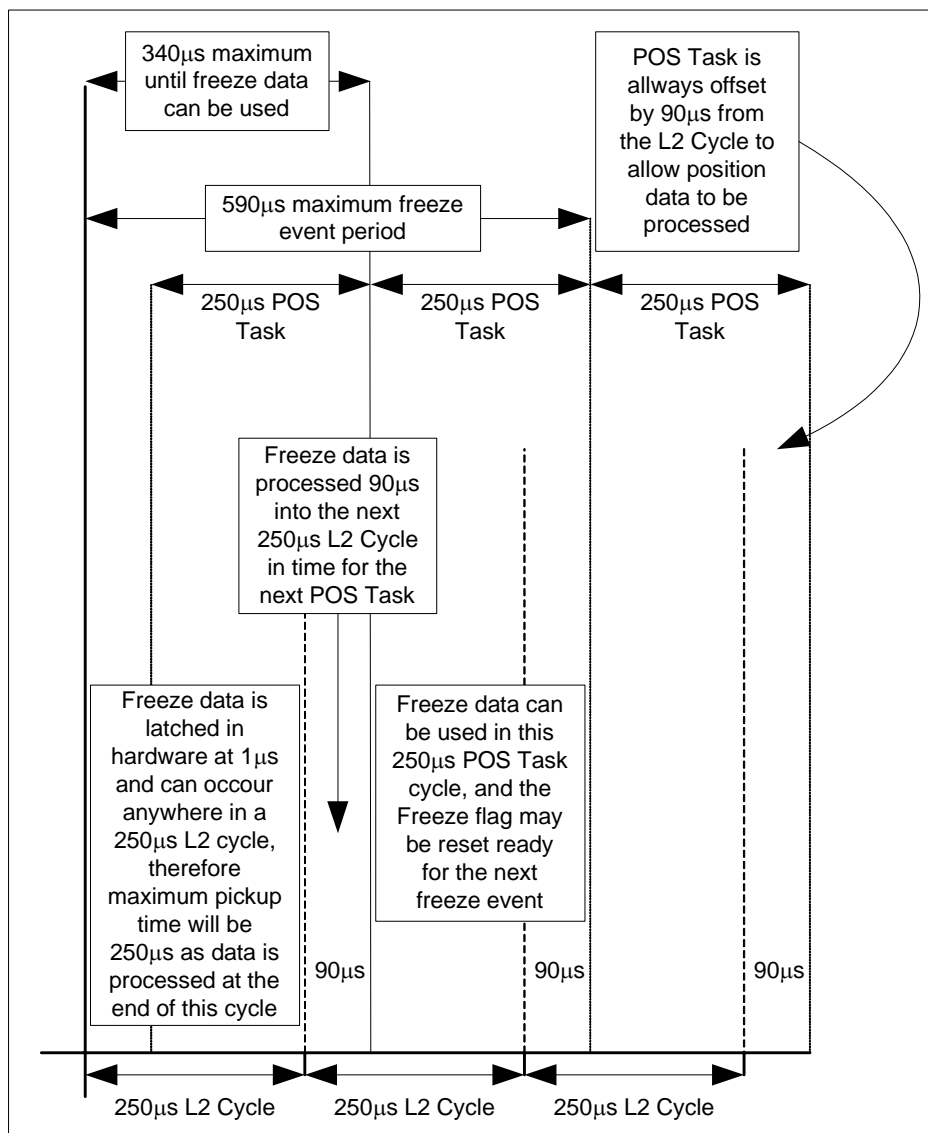 340μs maximum
until freeze data
can be used
POS Task is
allways offset
by 90μs from
the L2 Cycle to
allow position
data to be
processed
590μs maximum freeze
event period
250μs POS
Task
250μs POS
Task
250μs POS
Task
Freeze data is
processed 90μs
into the next
250μs L2 Cycle
in time for the
next POS Task
Freeze data is
latched in
hardware at 1μs
and can occour
anywhere in a
250μs L2 cycle,
therefore
maximum pickup
time will be
250μs as data is
processed at the
end of this cycle
Freeze data can
be used in this
250μs POS Task
cycle, and the
Freeze flag may
be reset ready
for the next
freeze event
90μs
90μs
90μs
250μs L2 Cycle
250μs L2 Cycle
250μs L2 Cycle